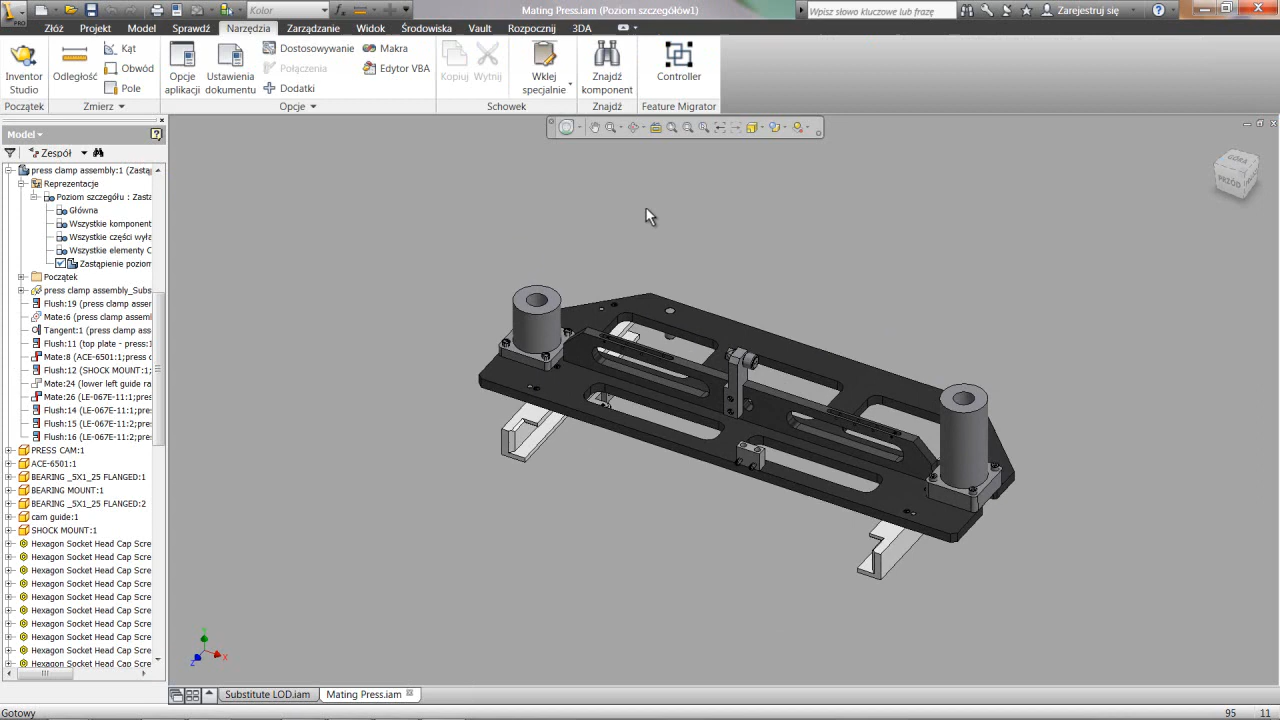 Kolor
Mating Press.iam (Poziom szczegółów1)
Wpisz słowo kluczowe lub frazę
Zarejestruj się
PRO
Złóż Projekt Model Sprawdź Narzędzia Zarządzanie Widok Środowiska Vault Rozpocznij 3DA
Inventor Studio
Odległość
Kąt
Obwód
Pole
Opcje aplikacji
Ustawienia dokumentu
Dostosowywanie
Połączenia
Dodatki
Makra
Edytor VBA
Kopiuj
Wytnij
Wklej specjalnie
Znajdź komponent
Controller
Początek Zmierz Opcje Schowek Znajdź Feature Migrator
Model
Zespół
press clamp assembly:1 (Zastą
Reprezentacje
Poziom szczegółu : Zasta
Główna
Wszystkie komponent
Wszystkie części wyła
Wszystkie elementy C
Zastąpienie poziom
Początek
press clamp assembly_Subs
Flush:19 (press clamp asser
Mate:6 (press clamp assem
Tangent:1 (press clamp ass
Flush:11 (top plate - press:1
Mate:8 (ACE-6501:1;press c
Flush:12 (SHOCK MOUNT:1;
Mate:24 (lower left guide ra
Mate:26 (LE-067E-11:1;pres
Flush:14 (LE-067E-11:1;pres
Flush:15 (LE-067E-11:2;pres
Flush:16 (LE-067E-11:2;pres
PRESS CAM:1
ACE-6501:1
BEARING _5X1_25 FLANGED:1
BEARING MOUNT:1
BEARING _5X1_25 FLANGED:2
cam guide:1
SHOCK MOUNT:1
Hexagon Socket Head Cap Scre
Hexagon Socket Head Cap Scre
Hexagon Socket Head Cap Scre
Hexagon Socket Head Cap Scre
Hexagon Socket Head Cap Scre
Hexagon Socket Head Cap Scre
Hexagon Socket Head Cap Scre
Hexagon Socket Head Cap Scre
Hexagon Socket Head Cap Scre
Hexagon Socket Head Cap Scre
GÓRA
PRZÓD
Y
X
Z
Substitute LOD.iam
Mating Press.iam
Gotowy
95 11